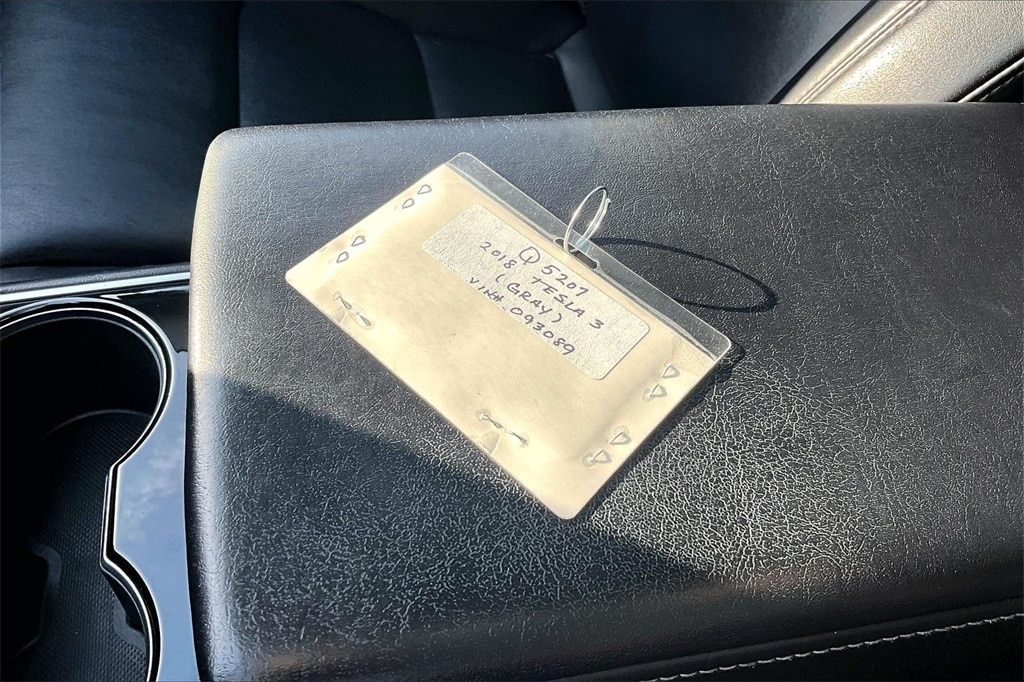 Q 5207
2018 TESLA 3
(GRAY)
VIN# 093089